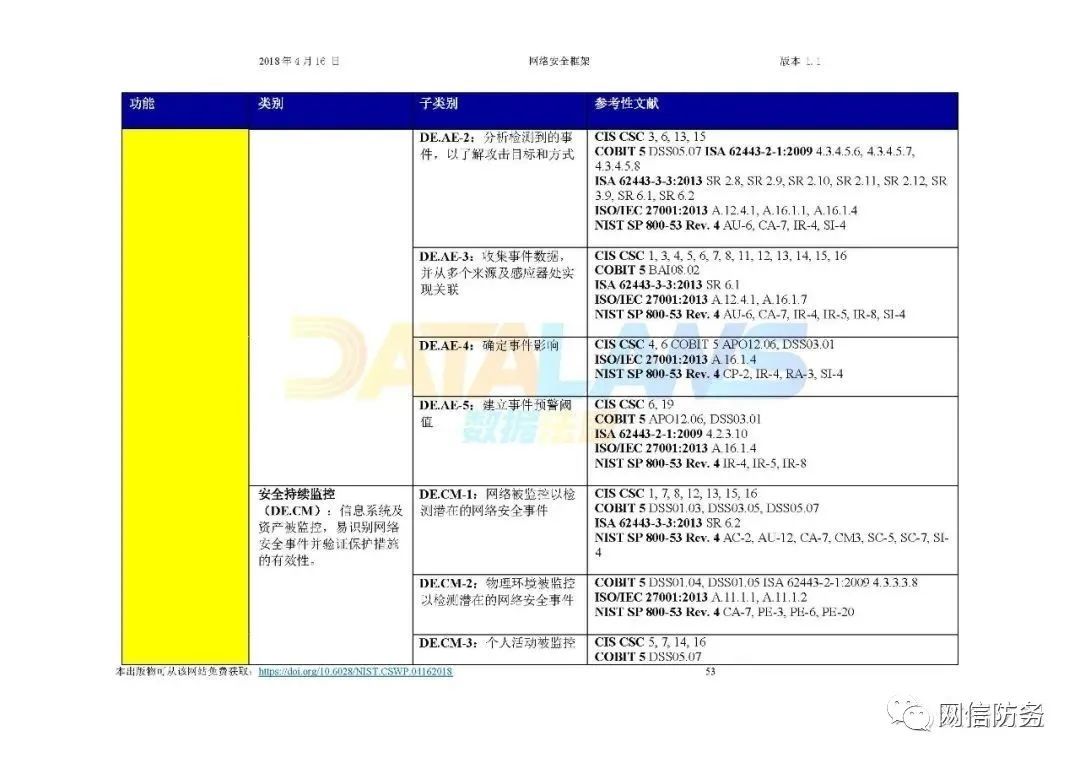 2018年4月16日 网络安全框架 版本 1.1
功能 类别 子类别 参考性文献
DE.AE-2：分析检测到的事
件，以了解攻击目标和方式
CIS CSC 3, 6, 13, 15
COBIT 5 DSS05.07 ISA 62443-2-1:2009 4.3.4.5.6, 4.3.4.5.7,
4.3.4.5.8
ISA 62443-3-3:2013 SR 2.8, SR 2.9, SR 2.10, SR 2.11, SR 2.12, SR
3.9, SR 6.1, SR 6.2
ISO/IEC 27001:2013 A.12.4.1, A.16.1.1, A.16.1.4
NIST SP 800-53 Rev. 4 AU-6, CA-7, IR-4, SI-4
DE.AE-3：收集事件数据，
并从多个来源及感应器处实
现关联
CIS CSC 1, 3, 4, 5, 6, 7, 8, 11, 12, 13, 14, 15, 16
COBIT 5 BAI08.02
ISA 62443-3-3:2013 SR 6.1
ISO/IEC 27001:2013 A.12.4.1, A.16.1.7
NIST SP 800-53 Rev. 4 AU-6, CA-7, IR-4, IR-5, IR-8, SI-4
DE.AE-4：确定事件影响
CIS CSC 4, 6 COBIT 5 APO12.06, DSS03.01
ISO/IEC 27001:2013 A.16.1.4
NIST SP 800-53 Rev. 4 CP-2, IR-4, RA-3, SI-4
DE.AE-5：建立事件预警阈
值
CIS CSC 6, 19
COBIT 5 APO12.06, DSS03.01
ISA 62443-2-1:2009 4.2.3.10
ISO/IEC 27001:2013 A.16.1.4
NIST SP 800-53 Rev. 4 IR-4, IR-5, IR-8
DATALAWS
数据法
安全持续监控
（DE.CM）：信息系统及
资产被监控，易识别网络
安全事件并验证保护措施
的有效性。
DE.CM-1：网络被监控以检
测潜在的网络安全事件
CIS CSC 1, 7, 8, 12, 13, 15, 16
COBIT 5 DSS01.03, DSS03.05, DSS05.07
ISA 62443-3-3:2013 SR 6.2
NIST SP 800-53 Rev. 4 AC-2, AU-12, CA-7, CM3, SC-5, SC-7, SI-
4
DE.CM-2：物理环境被监控
以检测潜在的网络安全事件
COBIT 5 DSS01.04, DSS01.05 ISA 62443-2-1:2009 4.3.3.3.8
ISO/IEC 27001:2013 A.11.1.1, A.11.1.2
NIST SP 800-53 Rev. 4 CA-7, PE-3, PE-6, PE-20
DE.CM-3：个人活动被监控
CIS CSC 5, 7, 14, 16
COBIT 5 DSS05.07
本出版物可从该网站免费获取：https://doi.org/10.6028/NIST.CSWP.04162018 53
网信防务